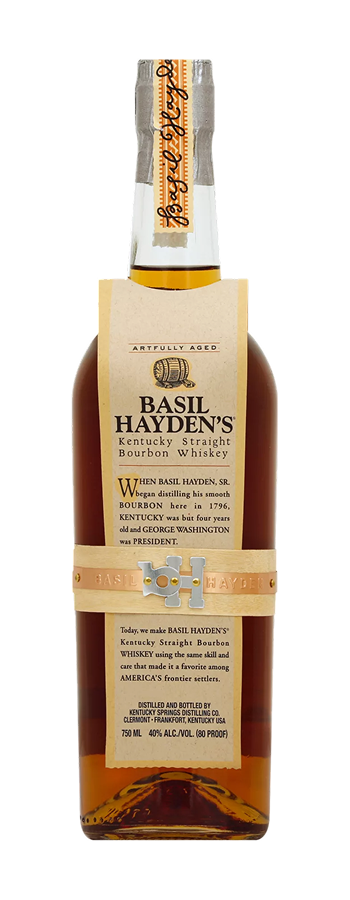 Basil Hayde
ARTFULLY AGED
BASIL
HAYDEN'S®
Kentucky Straight
Bourbon Whiskey
WHEN BASIL HAYDEN, SR.
began distilling his smooth
BOURBON here in 1796,
KENTUCKY was but four years
old and GEORGE WASHINGTON
was PRESIDENT.
BASIL HAYDEN
Today, we make BASIL HAYDEN'S®
Kentucky Straight Bourbon
WHISKEY using the same skill and
care that made it a favorite among
AMERICA'S frontier settlers.
DISTILLED AND BOTTLED BY
KENTUCKY SPRINGS DISTILLING CO.
CLERMONT • FRANKFORT, KENTUCKY USA
750 ML 40% ALC./VOL. (80 PROOF)